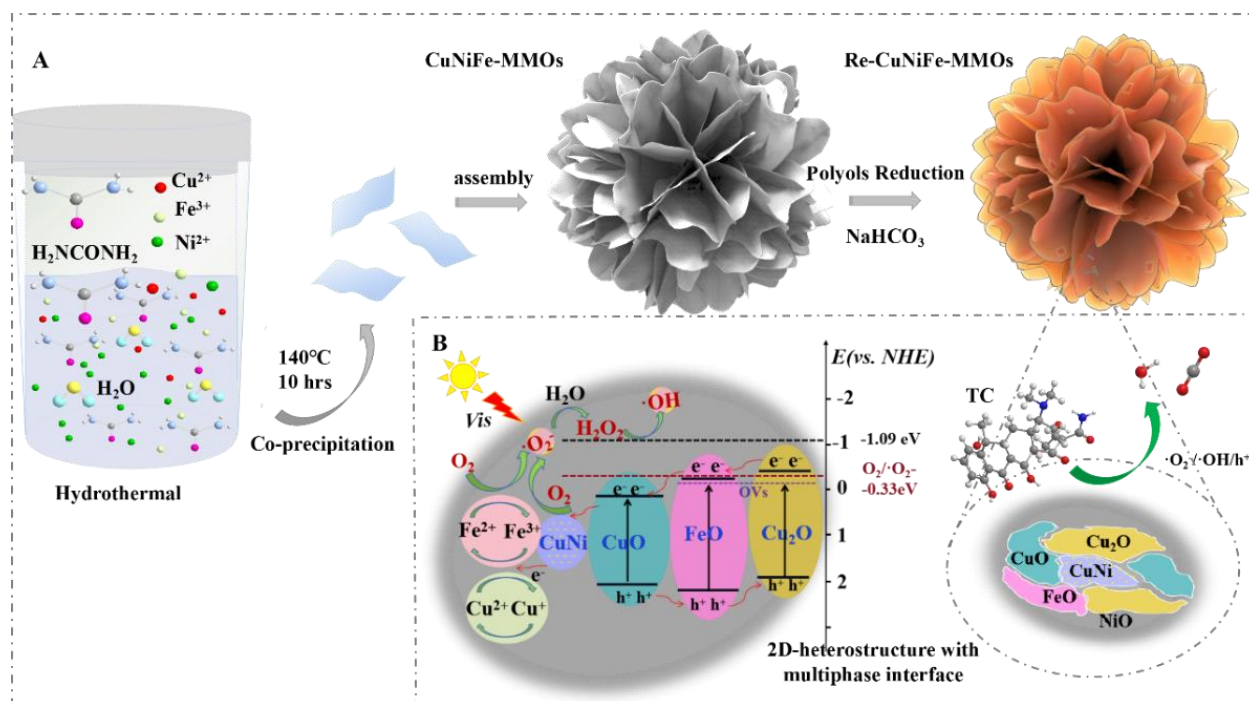 A
CuNiFe-MMOs
Re-CuNiFe-MMOs
Cu²⁺
Fe³⁺
Ni²⁺
H₂NCONH₂
H₂O
Hydrothermal
140℃
10 hrs
Co-precipitation
assembly
Polyols Reduction
NaHCO₃
B
E(vs. NHE)
Vis
H₂O
·OH
H₂O₂
·O₂⁻
O₂
O₂
-2
-1
0
1
2
-1.09 eV
O₂/·O₂-
-0.33eV
OVs
e⁻ e⁻
e⁻ e⁻
e⁻ e⁻
Fe²⁺
Fe³⁺
CuNi
CuO
FeO
Cu₂O
e⁻
Cu²⁺ Cu⁺
h⁺ h⁺
h⁺ h⁺
h⁺ h⁺
2D-heterostructure with
multiphase interface
TC
·O₂⁻/·OH/h⁺
CuO
Cu₂O
CuNi
FeO
NiO